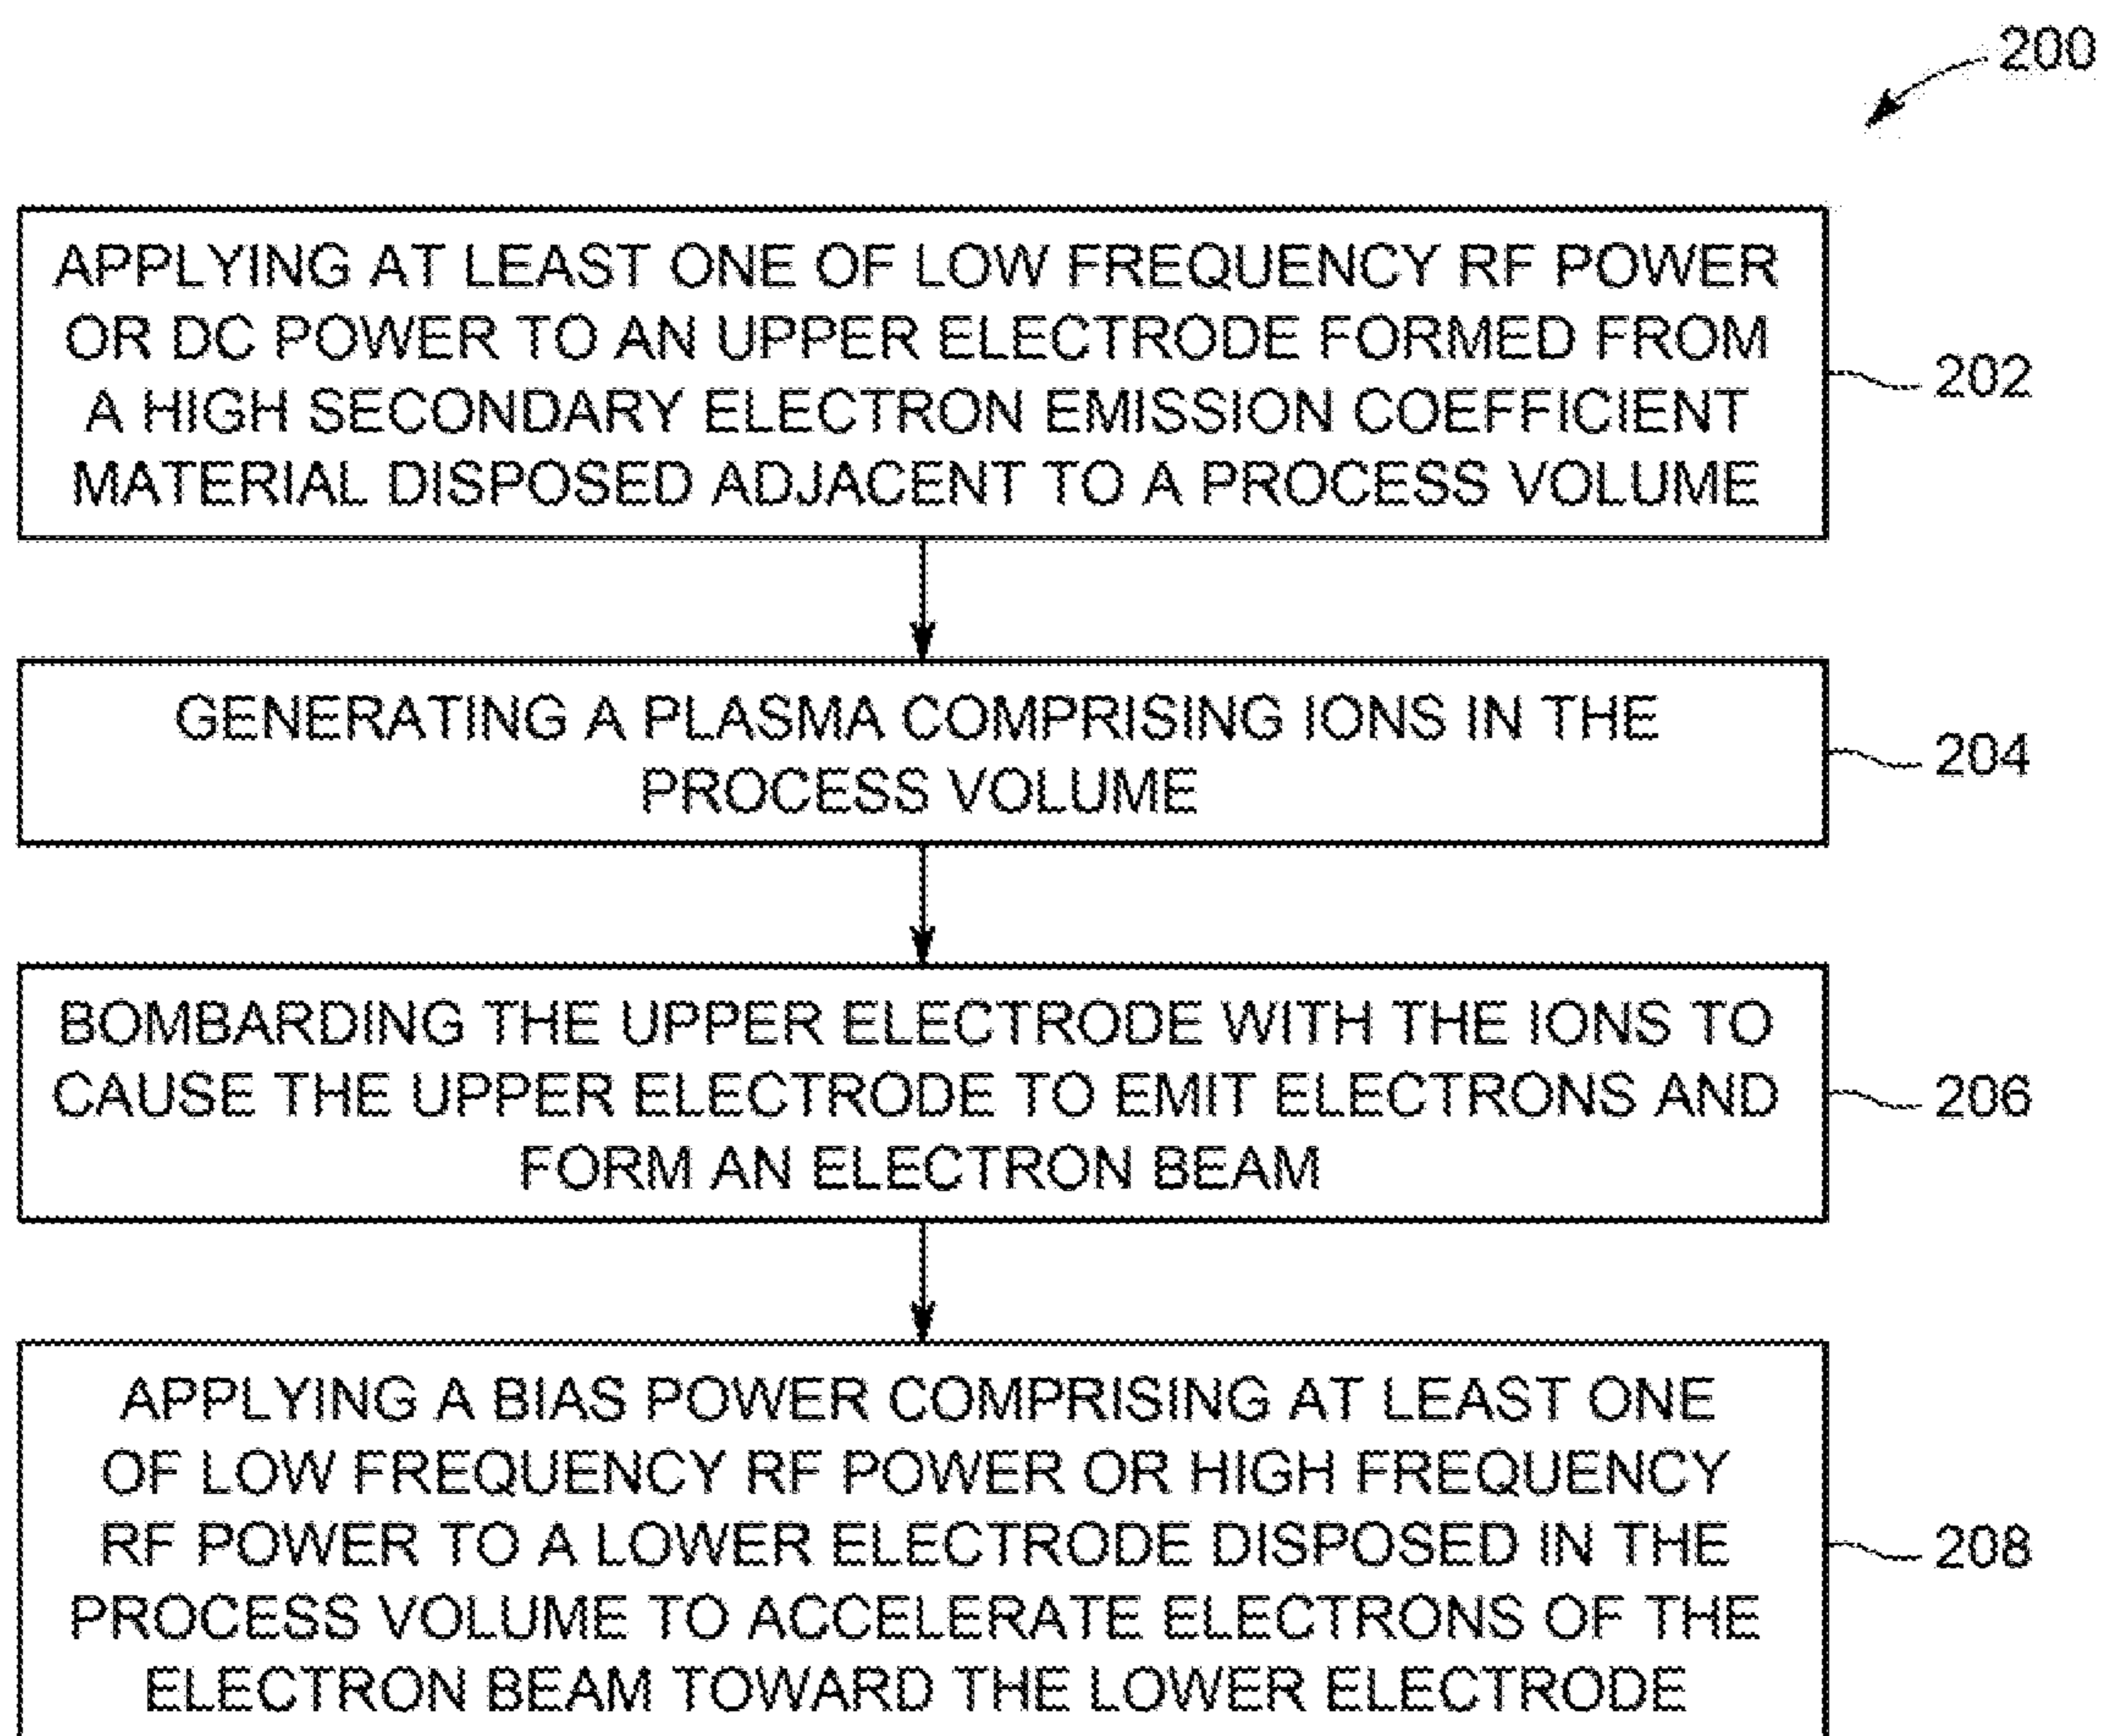 200
APPLYING AT LEAST ONE OF LOW FREQUENCY RF POWER
OR DC POWER TO AN UPPER ELECTRODE FORMED FROM
A HIGH SECONDARY ELECTRON EMISSION COEFFICIENT
MATERIAL DISPOSED ADJACENT TO A PROCESS VOLUME
202
GENERATING A PLASMA COMPRISING IONS IN THE
PROCESS VOLUME
204
BOMBARDING THE UPPER ELECTRODE WITH THE IONS TO
CAUSE THE UPPER ELECTRODE TO EMIT ELECTRONS AND
FORM AN ELECTRON BEAM
206
APPLYING A BIAS POWER COMPRISING AT LEAST ONE
OF LOW FREQUENCY RF POWER OR HIGH FREQUENCY
RF POWER TO A LOWER ELECTRODE DISPOSED IN THE
PROCESS VOLUME TO ACCELERATE ELECTRONS OF THE
ELECTRON BEAM TOWARD THE LOWER ELECTRODE
208